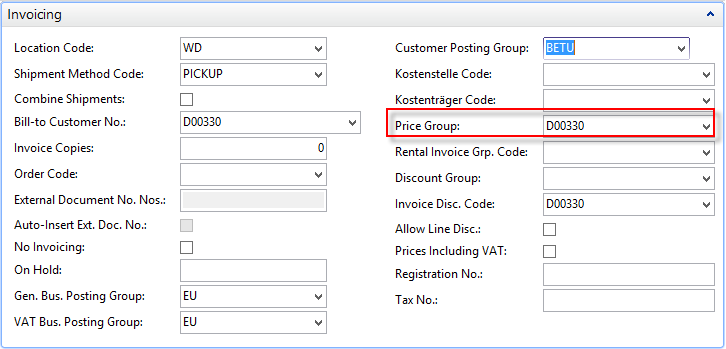 Invoicing
Location Code: WD
Shipment Method Code: PICKUP
Combine Shipments:
Bill-to Customer No.: D00330
Invoice Copies: 0
Order Code:
External Document No. Nos.:
Auto-Insert Ext. Doc. No.:
No Invoicing:
On Hold:
Gen. Bus. Posting Group: EU
VAT Bus. Posting Group: EU
Customer Posting Group: BETU
Kostenstelle Code:
Kostenträger Code:
Price Group: D00330
Rental Invoice Grp. Code:
Discount Group:
Invoice Disc. Code: D00330
Allow Line Disc.:
Prices Including VAT:
Registration No.:
Tax No.: